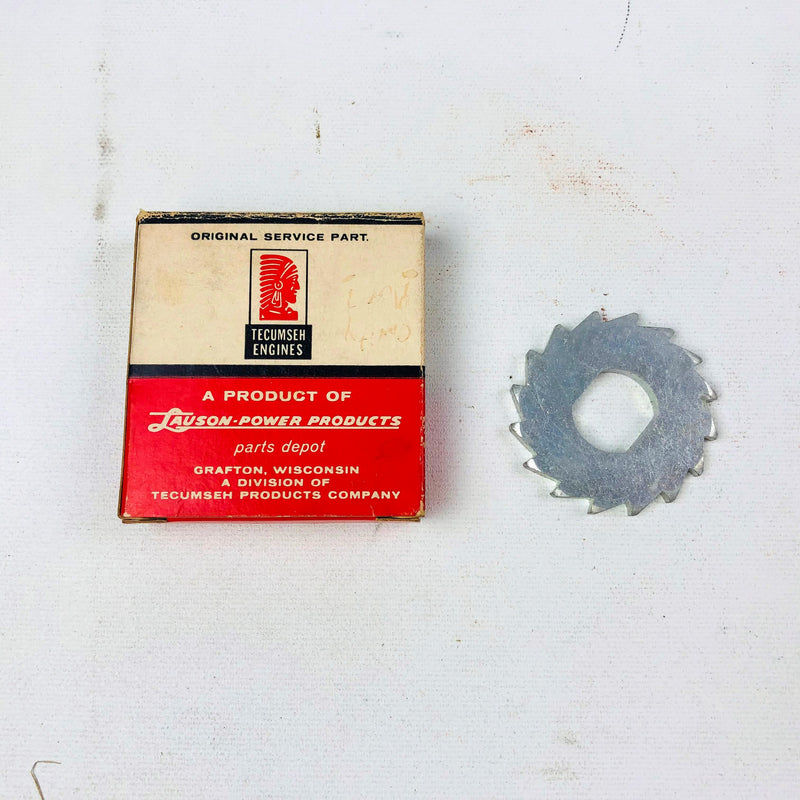 ORIGINAL SERVICE PART.
TECUMSEH
ENGINES
A PRODUCT OF
LAUSON-POWER PRODUCTS
parts depot
GRAFTON, WISCONSIN
A DIVISION OF
TECUMSEH PRODUCTS COMPANY